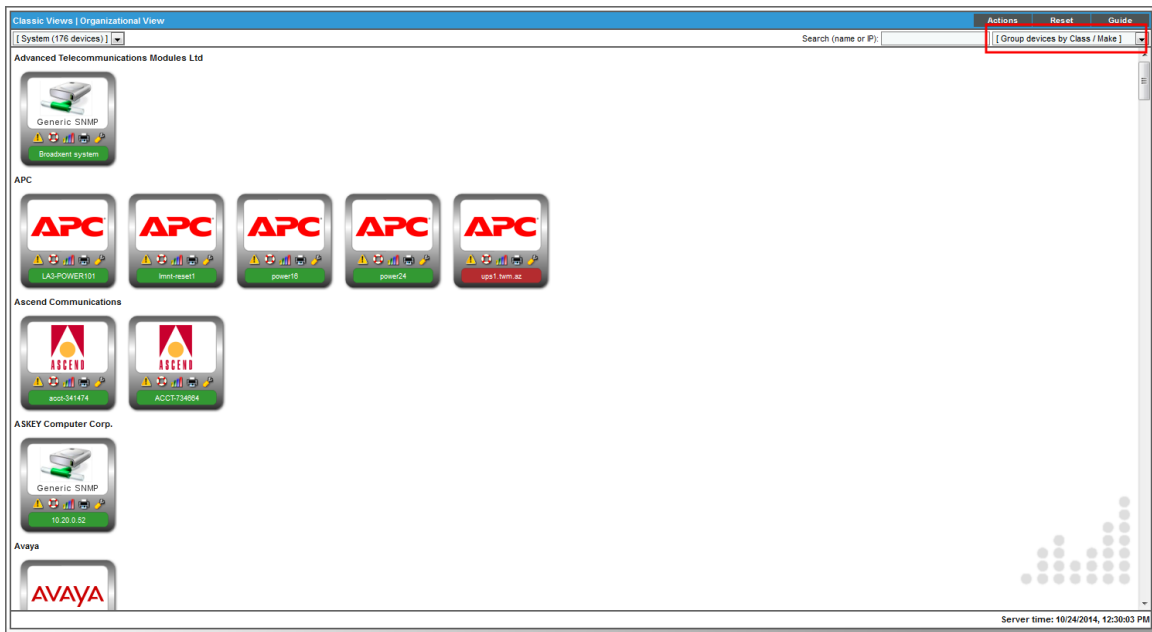 Classic Views | Organizational View
Actions Reset Guide
[ System (176 devices) ]
Search (name or IP):
[ Group devices by Class / Make ]
Advanced Telecommunications Modules Ltd
Generic SNMP
Broadxent system
APC
APC APC APC APC APC
LA3-POWER101 lmnt-reset1 power16 power24 ups1.twm.az
Ascend Communications
ASCEND ASCEND
acct-341474 ACCT-734664
ASKEY Computer Corp.
Generic SNMP
10.20.0.52
Avaya
AVAYA
Server time: 10/24/2014, 12:30:03 PM